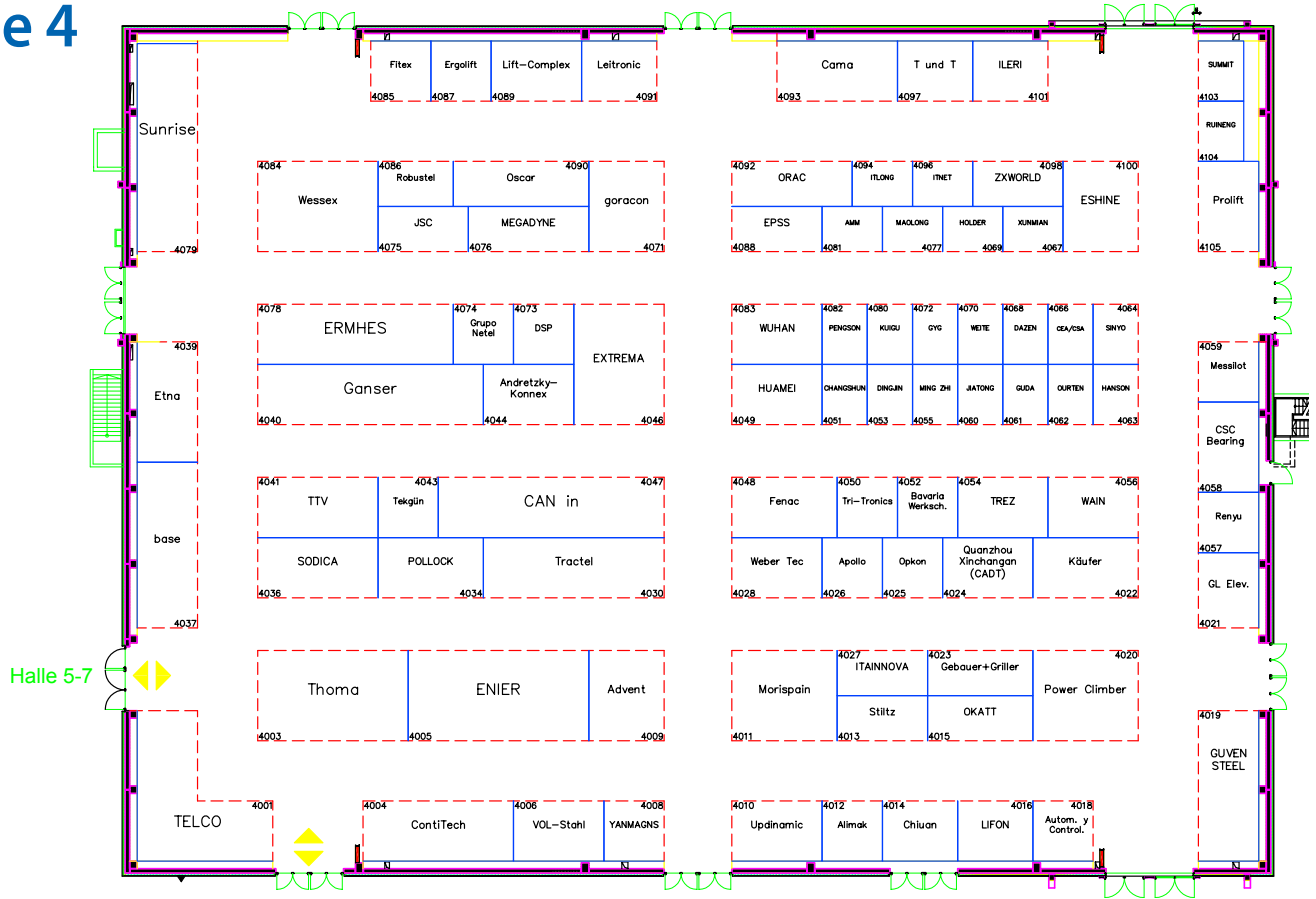 e 4
Fitex
Ergolift
Lift-Complex
Leitronic
4085
4087
4089
4091
Cama
T und T
ILERI
4093
4097
4101
SUMMIT
4103
RUINENG
4104
Prolift
4105
Sunrise
4079
4084
4086
4090
Wessex
Robustel
Oscar
goracon
JSC
MEGADYNE
4075
4076
4071
4092
4094
4096
4098
4100
ORAC
ITLONG
ITNET
ZXWORLD
ESHINE
EPSS
AMM
MAOLONG
HOLDER
XUNMIAN
4088
4081
4077
4069
4067
4078
4074
4073
ERMHES
Grupo
Netel
DSP
EXTREMA
Ganser
Andretzky-
Konnex
4040
4044
4046
4083
4082
4080
4072
4070
4068
4066
4064
WUHAN
PENGSON
KUIGU
GYG
WEITE
DAZEN
CEA/CSA
SINYO
HUAMEI
CHANGSHUN
DINGJIN
MING ZHI
JIATONG
GUDA
OURTEN
HANSON
4049
4051
4053
4055
4060
4061
4062
4063
4039
Etna
base
4037
4059
Messilot
CSC
Bearing
4058
Renyu
4057
GL Elev.
4021
4041
4043
4047
TTV
Tekgün
CAN in
SODICA
POLLOCK
Tractel
4036
4034
4030
4048
4050
4052
4054
4056
Fenac
Tri-Tronics
Bavaria
Werksch.
TREZ
WAIN
Weber Tec
Apollo
Opkon
Quanzhou
Xinchangan
(CADT)
Käufer
4028
4026
4025
4024
4022
Halle 5-7
Thoma
ENIER
Advent
4003
4005
4009
4027
4023
4020
Morispain
ITAINNOVA
Gebauer+Griller
Power Climber
Stiltz
OKATT
4011
4013
4015
4019
GUVEN
STEEL
4001
TELCO
4004
4006
4008
ContiTech
VOL-Stahl
YANMAGNS
4010
4012
4014
4016
4018
Updinamic
Alimak
Chiuan
LIFON
Autom. y
Control.